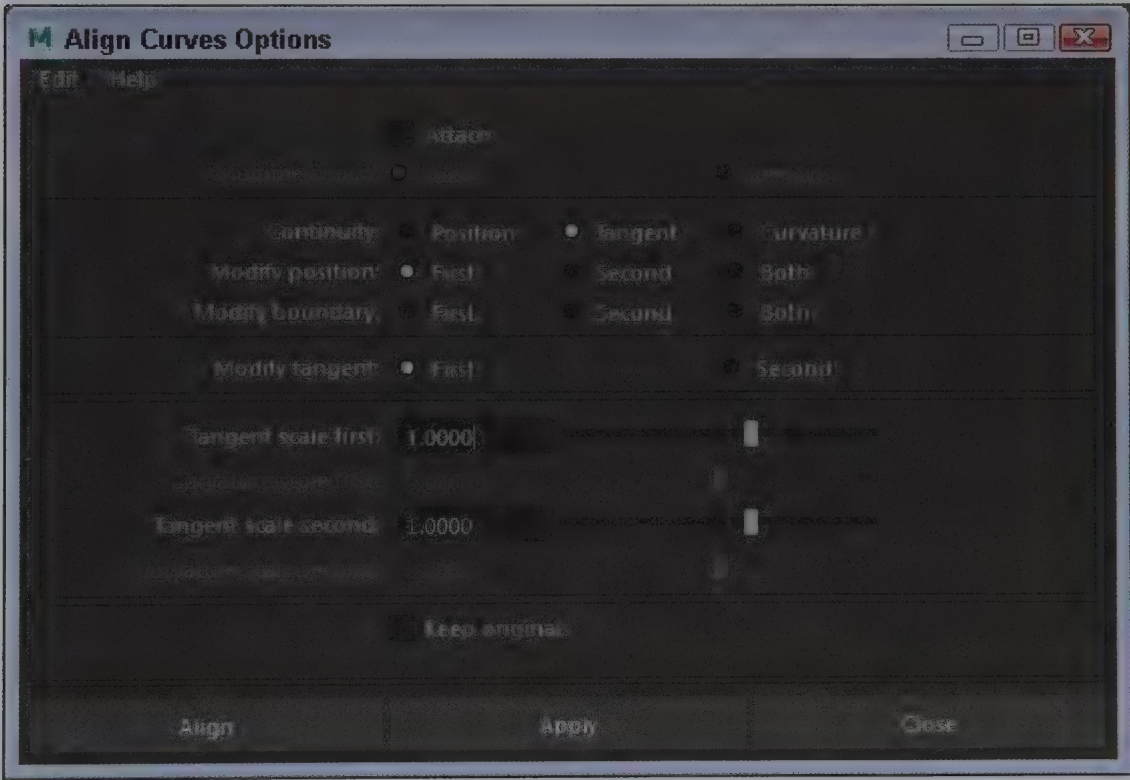 M Align Curves Options
Edit Help
Attach
Continuity: Position Tangent Curvature
Modify position: First Second Both
Modify boundary: First Second Both
Modify tangent: First Second
Tangent scale first: 1.0000
Tangent scale second: 1.0000
Keep originals
Align Apply Close